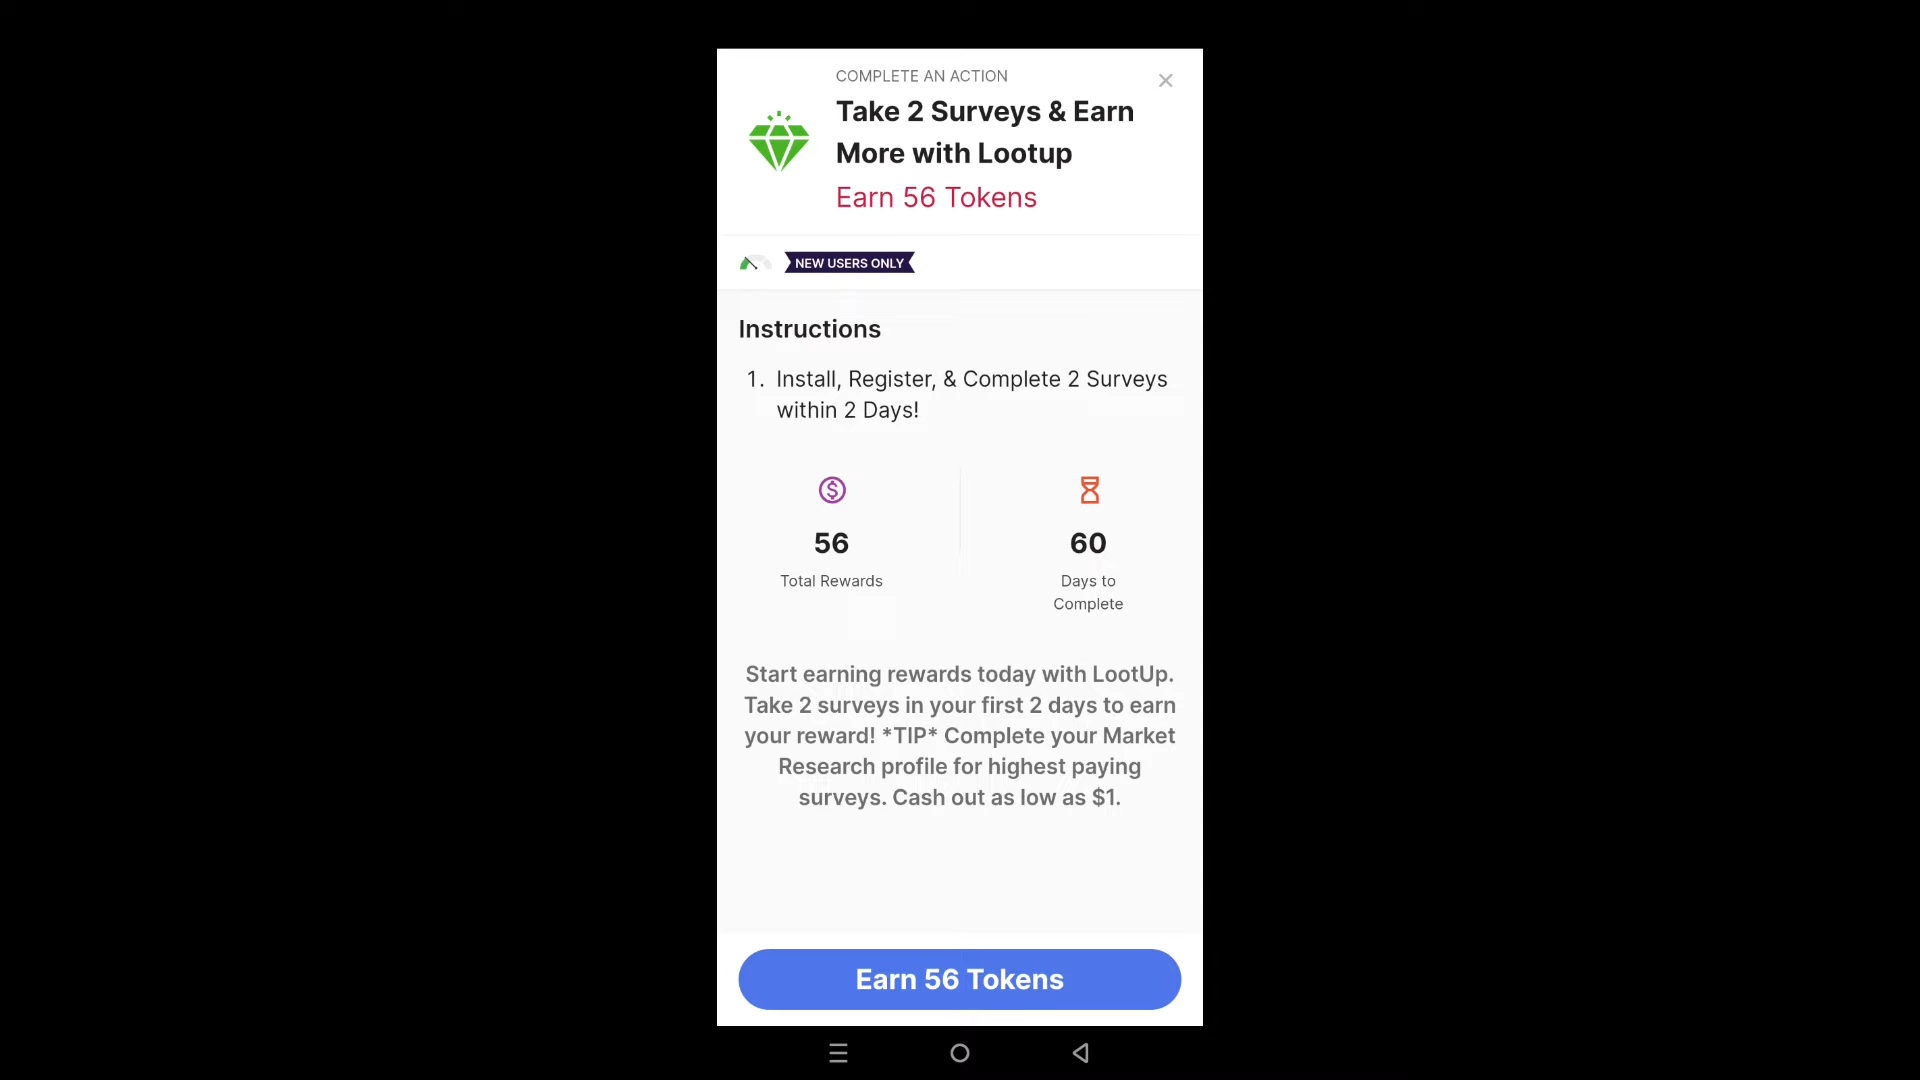 COMPLETE AN ACTION
Take 2 Surveys & Earn
More with Lootup
Earn 56 Tokens
NEW USERS ONLY
Instructions
1. Install, Register, & Complete 2 Surveys
within 2 Days!
56
Total Rewards
60
Days to
Complete
Start earning rewards today with LootUp.
Take 2 surveys in your first 2 days to earn
your reward! *TIP* Complete your Market
Research profile for highest paying
surveys. Cash out as low as $1.
Earn 56 Tokens